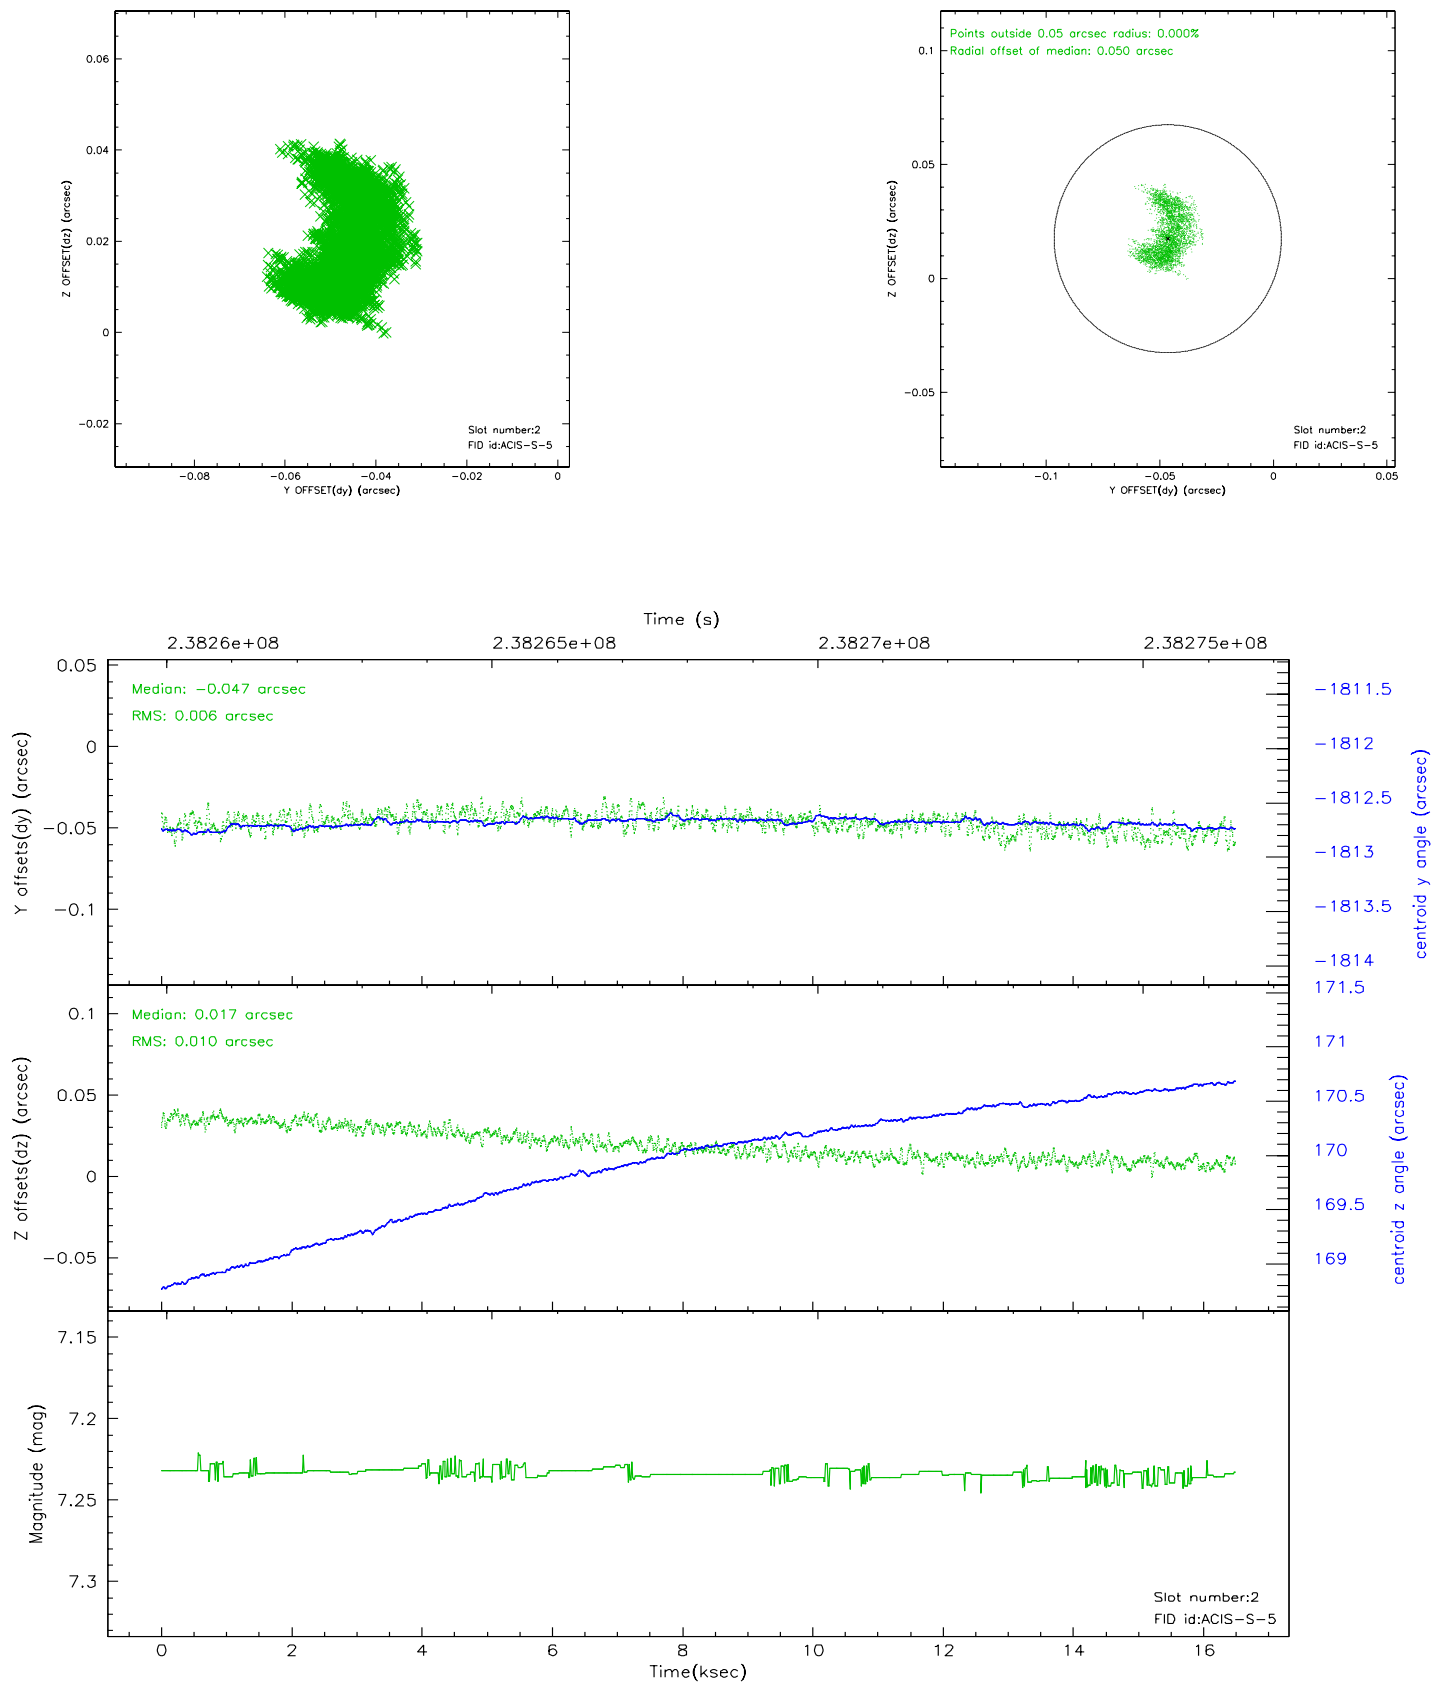 0.06
0.04
0.02
0
-0.02
Z OFFSET(dz) (arcsec)
Slot number:2
FID id:ACIS-S-5
-0.08 -0.06 -0.04 -0.02 0
Y OFFSET(dy) (arcsec)
Points outside 0.05 arcsec radius: 0.000%
Radial offset of median: 0.050 arcsec
0.1
0.05
0
-0.05
Z OFFSET(dz) (arcsec)
Slot number:2
FID id:ACIS-S-5
-0.1 -0.05 0 0.05
Y OFFSET(dy) (arcsec)
Time (s)
2.3826e+08 2.38265e+08 2.3827e+08 2.38275e+08
Median: -0.047 arcsec
RMS: 0.006 arcsec
0.05
0
-0.05
-0.1
Y offsets(dy) (arcsec)
-1811.5
-1812
-1812.5
-1813
-1813.5
-1814
centroid y angle (arcsec)
Median: 0.017 arcsec
RMS: 0.010 arcsec
0.1
0.05
0
-0.05
Z offsets(dz) (arcsec)
171.5
171
170.5
170
169.5
169
centroid z angle (arcsec)
7.15
7.2
7.25
7.3
Magnitude (mag)
Slot number:2
FID id:ACIS-S-5
0 2 4 6 8 10 12 14 16
Time(ksec)